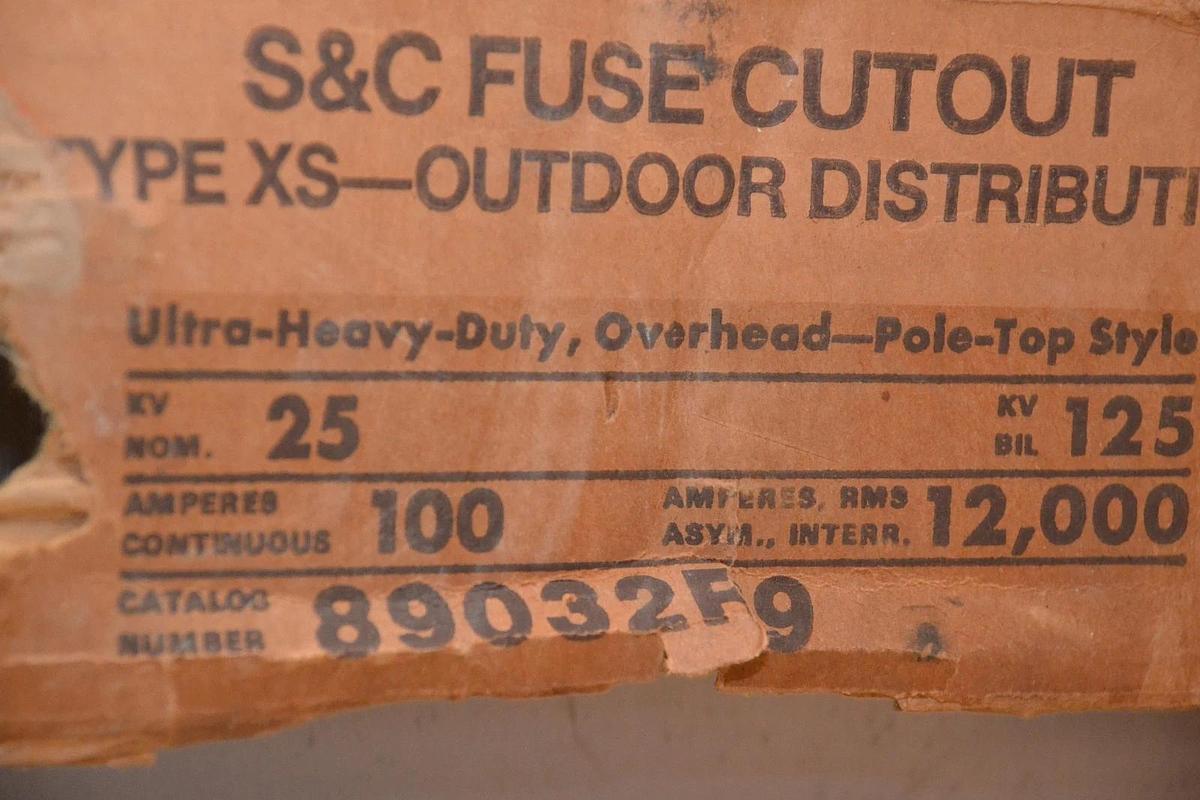 S&C FUSE CUTOUT
TYPE XS—OUTDOOR DISTRIBUTI
Ultra-Heavy-Duty, Overhead—Pole-Top Style
KV NOM. 25 KV BIL 125
AMPERES CONTINUOUS 100 AMPERES, RMS ASYM., INTERR. 12,000
CATALOG NUMBER 89032F9